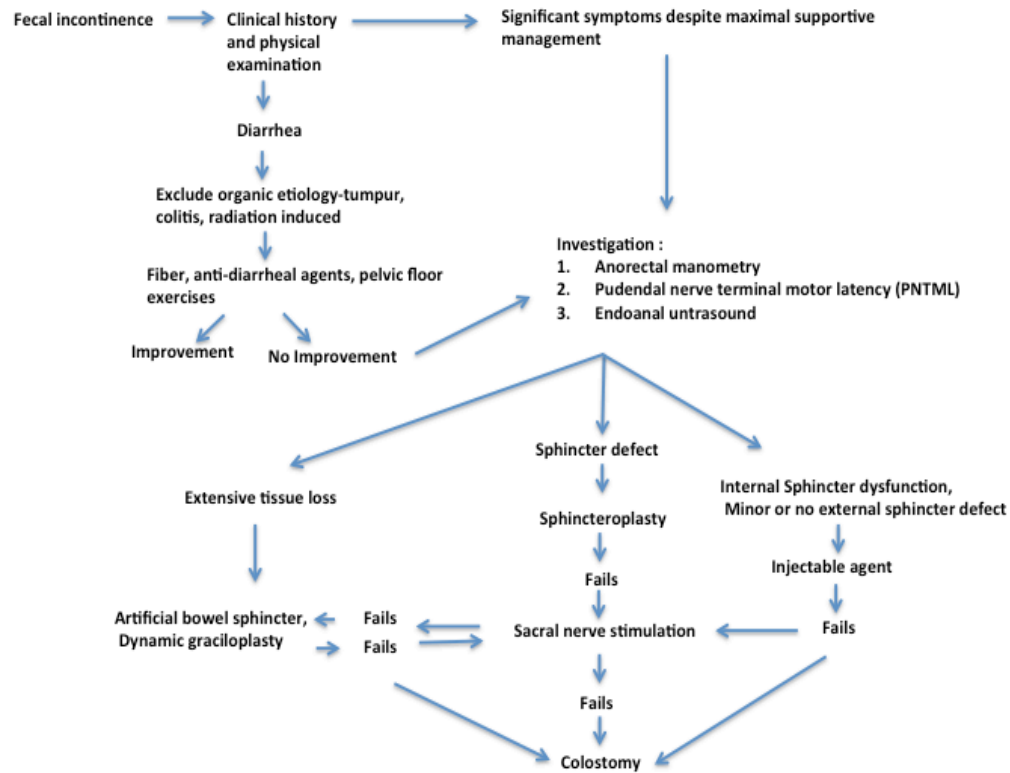 Fecal incontinence
Clinical history
and physical
examination
Significant symptoms despite maximal supportive
management
Diarrhea
Exclude organic etiology-tumpur,
colitis, radiation induced
Fiber, anti-diarrheal agents, pelvic floor
exercises
Improvement
No Improvement
Investigation :
1. Anorectal manometry
2. Pudendal nerve terminal motor latency (PNTML)
3. Endoanal untrasound
Extensive tissue loss
Sphincter defect
Internal Sphincter dysfunction,
Minor or no external sphincter defect
Sphincteroplasty
Injectable agent
Fails
Artificial bowel sphincter,
Dynamic graciloplasty
Fails
Fails
Sacral nerve stimulation
Fails
Fails
Colostomy